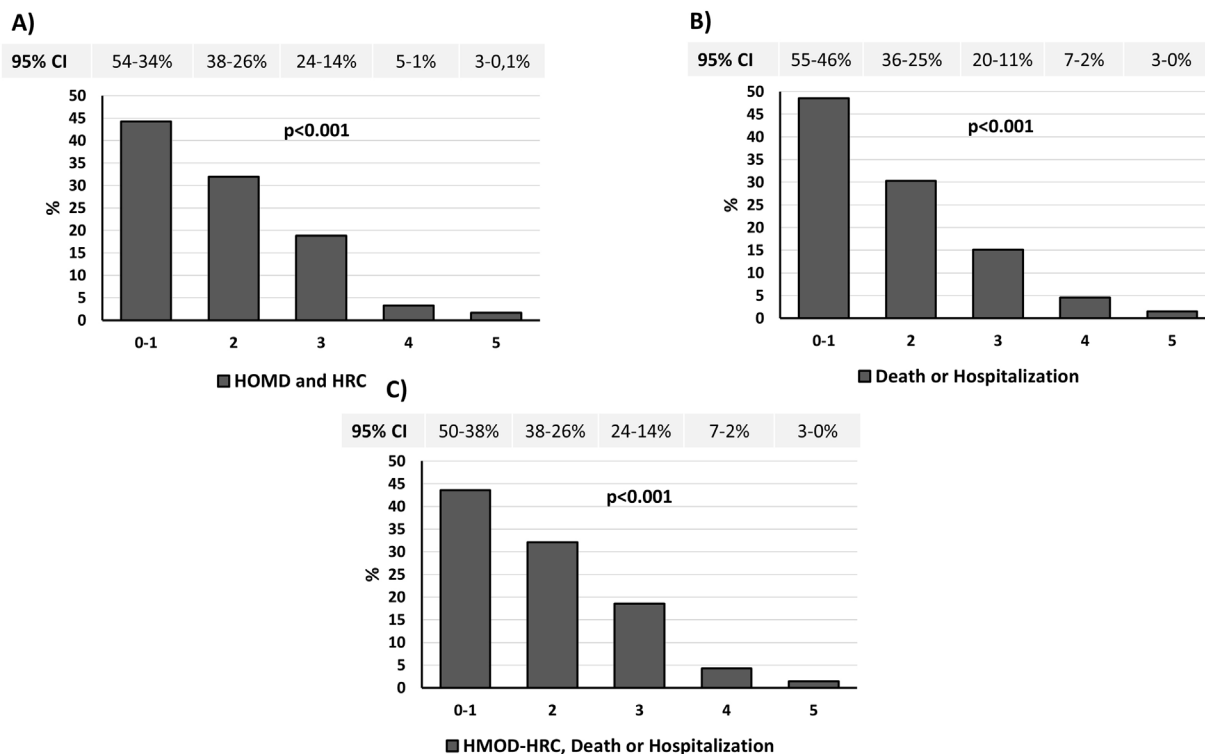 A)
95% CI 54-34% 38-26% 24-14% 5-1% 3-0,1%
50
45
40
35
30
25
20
15
10
5
0
%
p<0.001
0-1 2 3 4 5
HOMD and HRC
B)
95% CI 55-46% 36-25% 20-11% 7-2% 3-0%
50
45
40
35
30
25
20
15
10
5
0
%
p<0.001
0-1 2 3 4 5
Death or Hospitalization
C)
95% CI 50-38% 38-26% 24-14% 7-2% 3-0%
50
45
40
35
30
25
20
15
10
5
0
%
p<0.001
0-1 2 3 4 5
HMOD-HRC, Death or Hospitalization